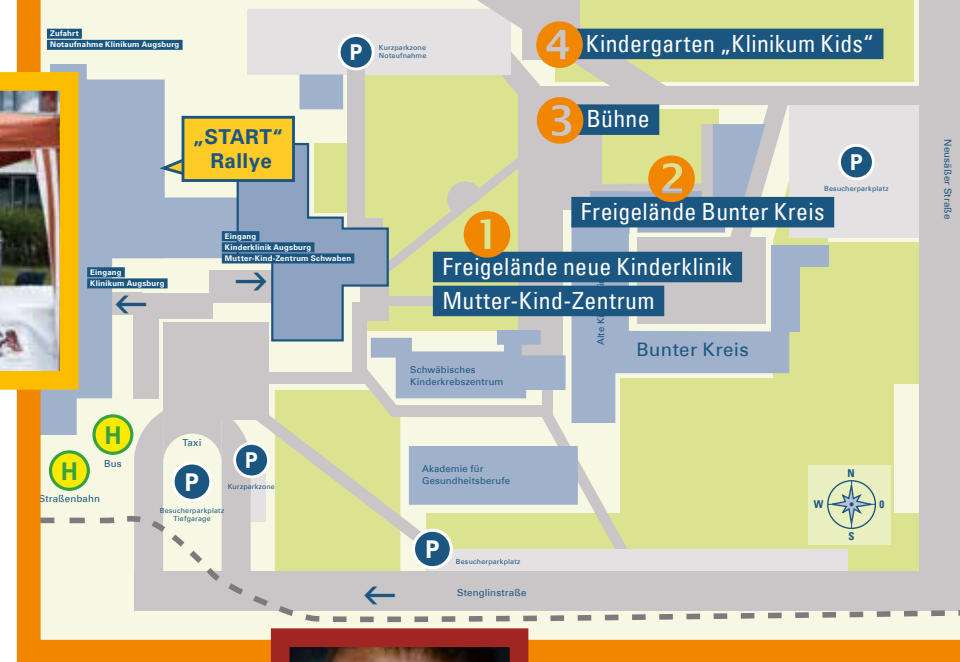 Zufahrt
Notaufnahme Klinikum Augsburg
P
Kurzparkzone
Notaufnahme
4 Kindergarten „Klinikum Kids“
3 Bühne
„START“
Rallye
P
Besucherparkplatz
Neusäßer Straße
2
Freigelände Bunter Kreis
1
Freigelände neue Kinderklinik
Mutter-Kind-Zentrum
Eingang
Kinderklinik Augsburg
Mutter-Kind-Zentrum Schwaben
Eingang
Klinikum Augsburg
Alte
Bunter Kreis
Schwäbisches
Kinderkrebszentrum
H
Bus
H
Straßenbahn
Taxi
P
Besucherparkplatz
Tiefgarage
P
Kurzparkzone
Akademie für
Gesundheitsberufe
P
Besucherparkplatz
N
W
O
S
Stenglinstraße